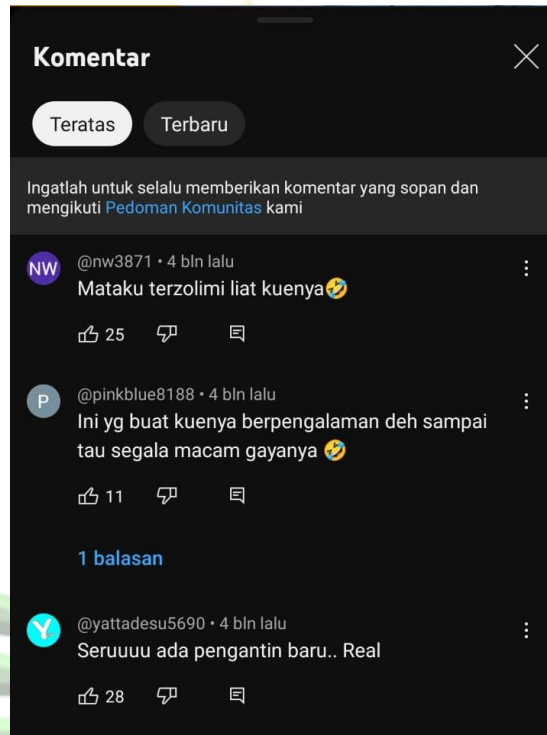 Komentar
Teratas Terbaru
Ingatlah untuk selalu memberikan komentar yang sopan dan
mengikuti Pedoman Komunitas kami
NW
@nw3871 • 4 bln lalu
Mataku terzolimi liat kuenya🤣
25
P
@pinkblue8188 • 4 bln lalu
Ini yg buat kuenya berpengalaman deh sampai
tau segala macam gayanya 🤣
11
1 balasan
Y
@yattadesu5690 • 4 bln lalu
Seruuuu ada pengantin baru.. Real
28